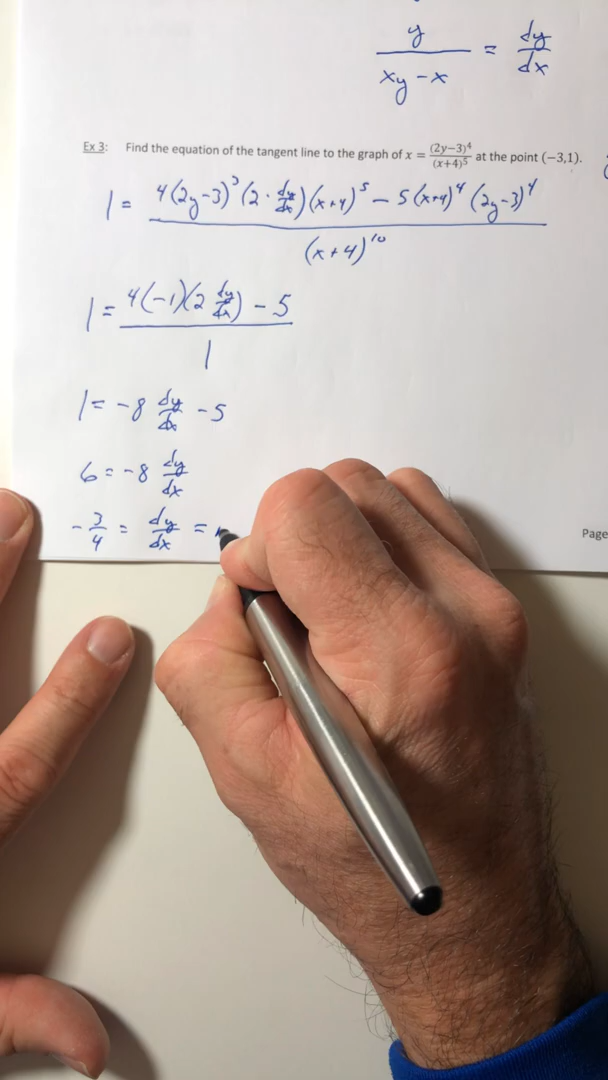 y/(xy-x) = dy/dx
Ex 3: Find the equation of the tangent line to the graph of x = (2y−3)^4/(x+4)^5 at the point (−3,1).
1 = (4(2y-3)^3 (2 · dy/dx)(x+4)^5 - 5(x+4)^4 (2y-3)^4)/(x+4)^10
1 = (4(-1)(2 dy/dx) - 5)/1
1 = -8 dy/dx - 5
6 = -8 dy/dx
-3/4 = dy/dx =
Page